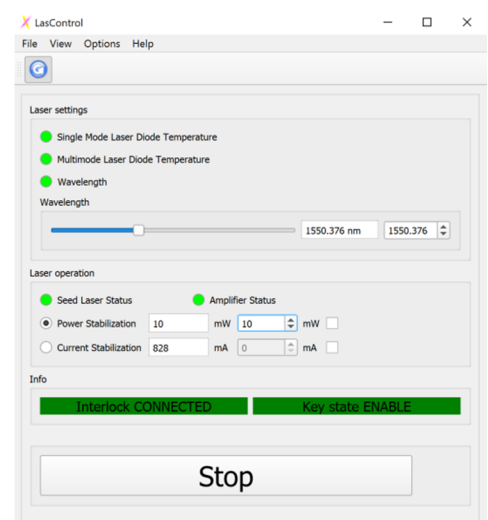 LasControl
File View Options Help
Laser settings
Single Mode Laser Diode Temperature
Multimode Laser Diode Temperature
Wavelength
Wavelength
1550.376 nm 1550.376
Laser operation
Seed Laser Status Amplifier Status
Power Stabilization 10 mW 10 mW
Current Stabilization 828 mA 0 mA
Info
Interlock CONNECTED Key state ENABLE
Stop